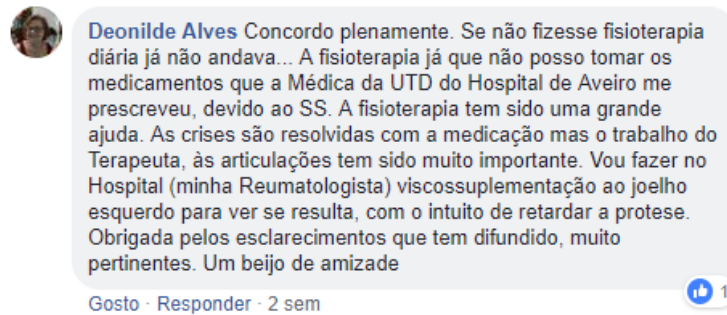 Deonilde Alves Concordo plenamente. Se não fizesse fisioterapia
diária já não andava... A fisioterapia já que não posso tomar os
medicamentos que a Médica da UTD do Hospital de Aveiro me
prescreveu, devido ao SS. A fisioterapia tem sido uma grande
ajuda. As crises são resolvidas com a medicação mas o trabalho do
Terapeuta, às articulações tem sido muito importante. Vou fazer no
Hospital (minha Reumatologista) viscossuplementação ao joelho
esquerdo para ver se resulta, com o intuito de retardar a protese.
Obrigada pelos esclarecimentos que tem difundido, muito
pertinentes. Um beijo de amizade
Gosto · Responder · 2 sem
1